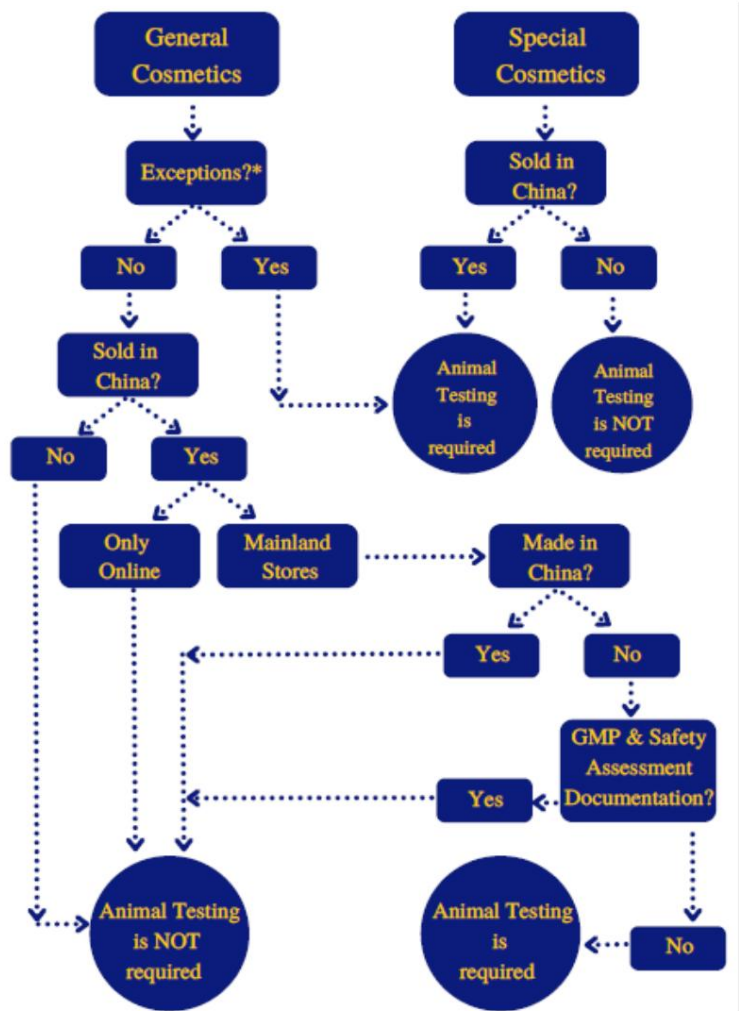 General
Cosmetics
Special
Cosmetics
Exceptions?*
Sold in
China?
No
Yes
Yes
No
Sold in
China?
Animal
Testing
is
required
Animal
Testing
is NOT
required
No
Yes
Only
Online
Mainland
Stores
Made in
China?
Yes
No
GMP & Safety
Assessment
Documentation?
Yes
Animal Testing
is NOT
required
Animal Testing
is
required
No